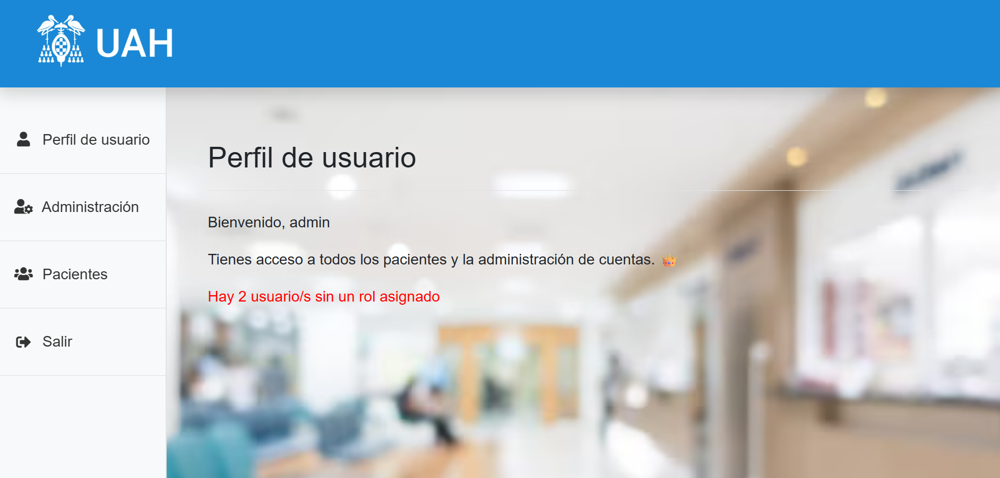 UAH
Perfil de usuario
Administración
Pacientes
Salir
Perfil de usuario
Bienvenido, admin
Tienes acceso a todos los pacientes y la administración de cuentas. 👑
Hay 2 usuario/s sin un rol asignado